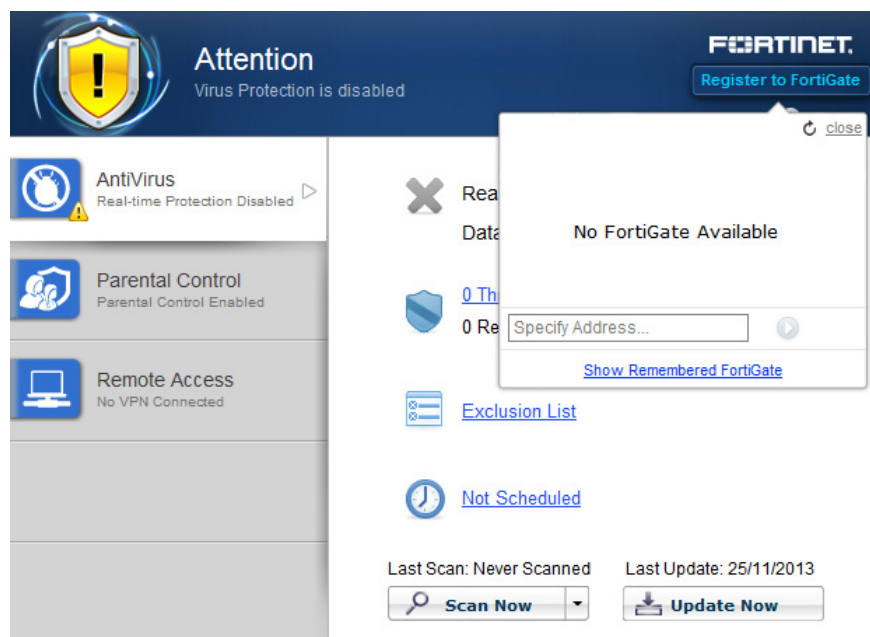 Attention
Virus Protection is disabled
FORTINET.
Register to FortiGate
close
No FortiGate Available
Specify Address...
Show Remembered FortiGate
AntiVirus
Real-time Protection Disabled
Parental Control
Parental Control Enabled
Remote Access
No VPN Connected
Rea
Data
0 Th
0 Re
Exclusion List
Not Scheduled
Last Scan: Never Scanned
Last Update: 25/11/2013
Scan Now
Update Now